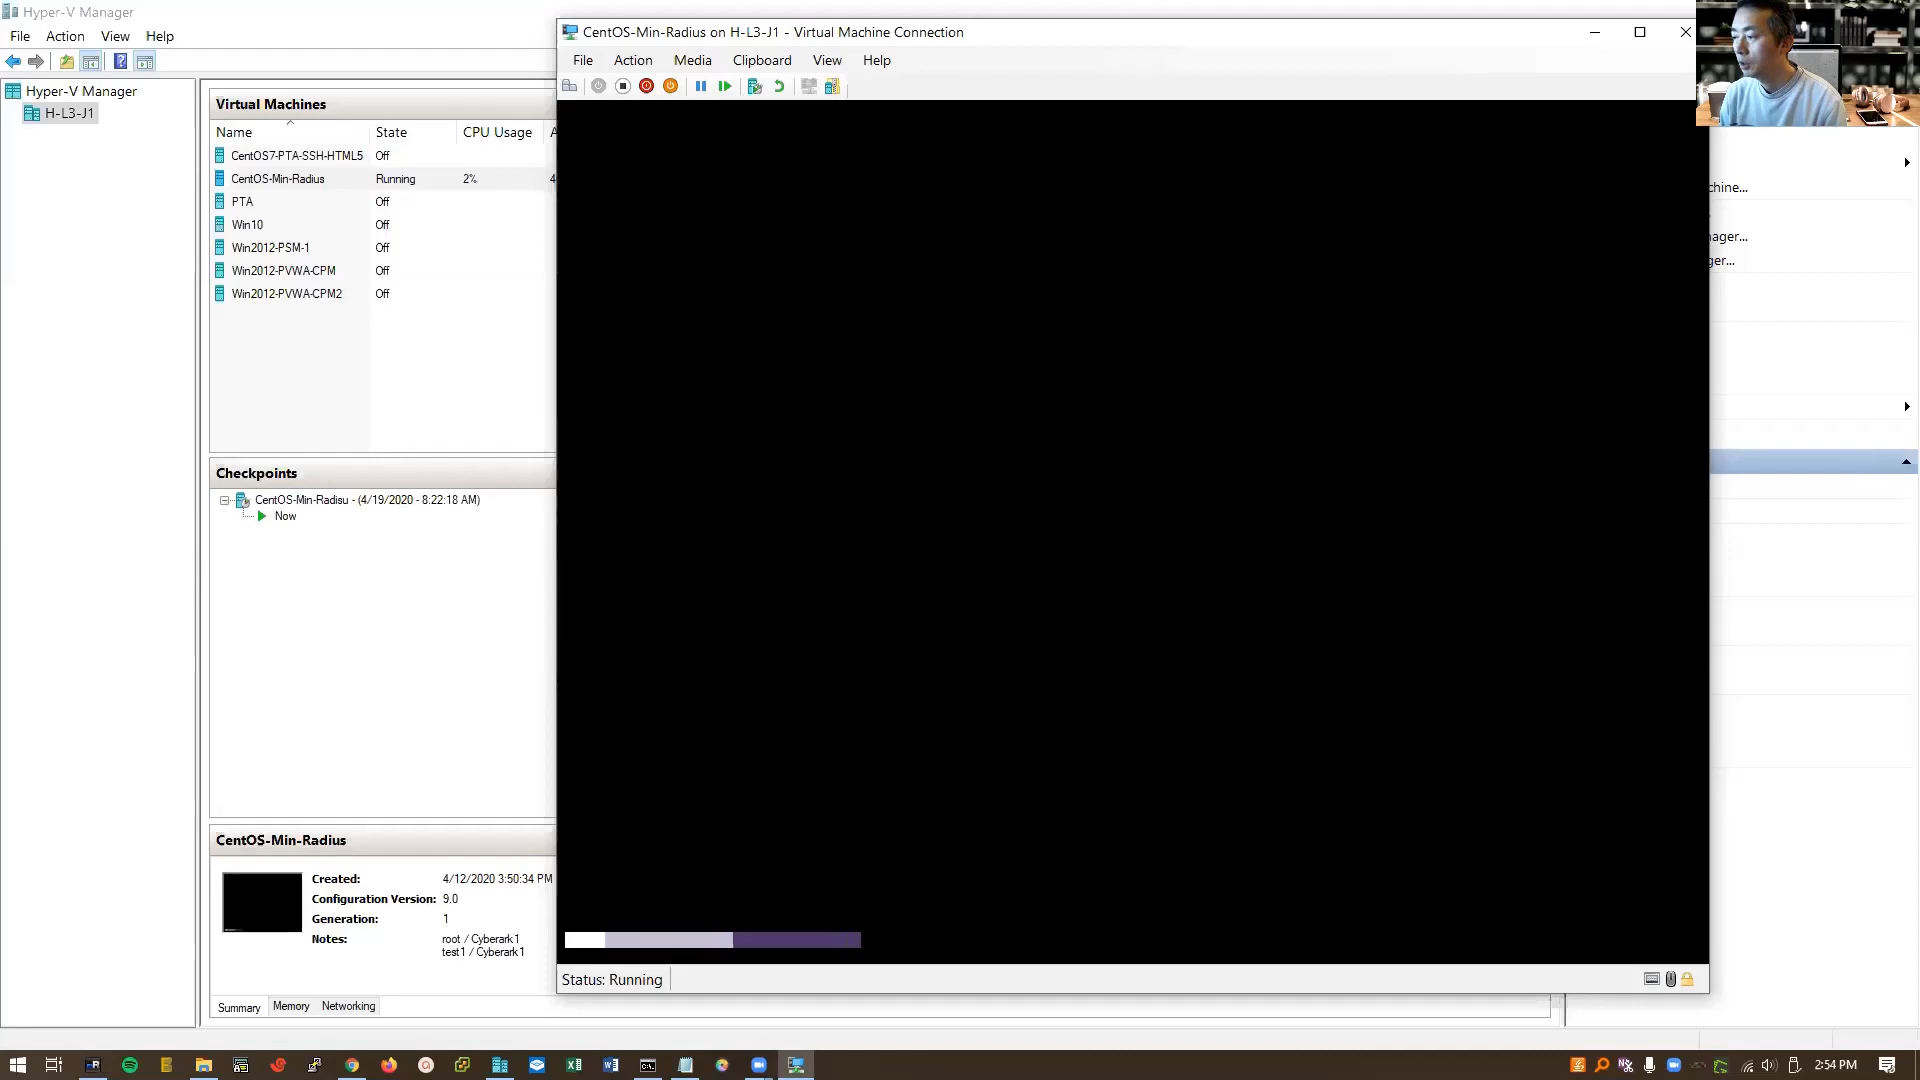 Hyper-V Manager
File Action View Help
Hyper-V Manager
H-L3-J1
Virtual Machines
Name State CPU Usage A
CentOS7-PTA-SSH-HTML5 Off
CentOS-Min-Radius Running 2% 4
PTA Off
Win10 Off
Win2012-PSM-1 Off
Win2012-PVWA-CPM Off
Win2012-PVWA-CPM2 Off
Checkpoints
CentOS-Min-Radisu - (4/19/2020 - 8:22:18 AM)
Now
CentOS-Min-Radius
Created: 4/12/2020 3:50:34 PM
Configuration Version: 9.0
Generation: 1
Notes: root / Cyberark1
test1 / Cyberark1
Summary Memory Networking
CentOS-Min-Radius on H-L3-J1 - Virtual Machine Connection
File Action Media Clipboard View Help
Status: Running
chine...
nager...
ger...
2:54 PM